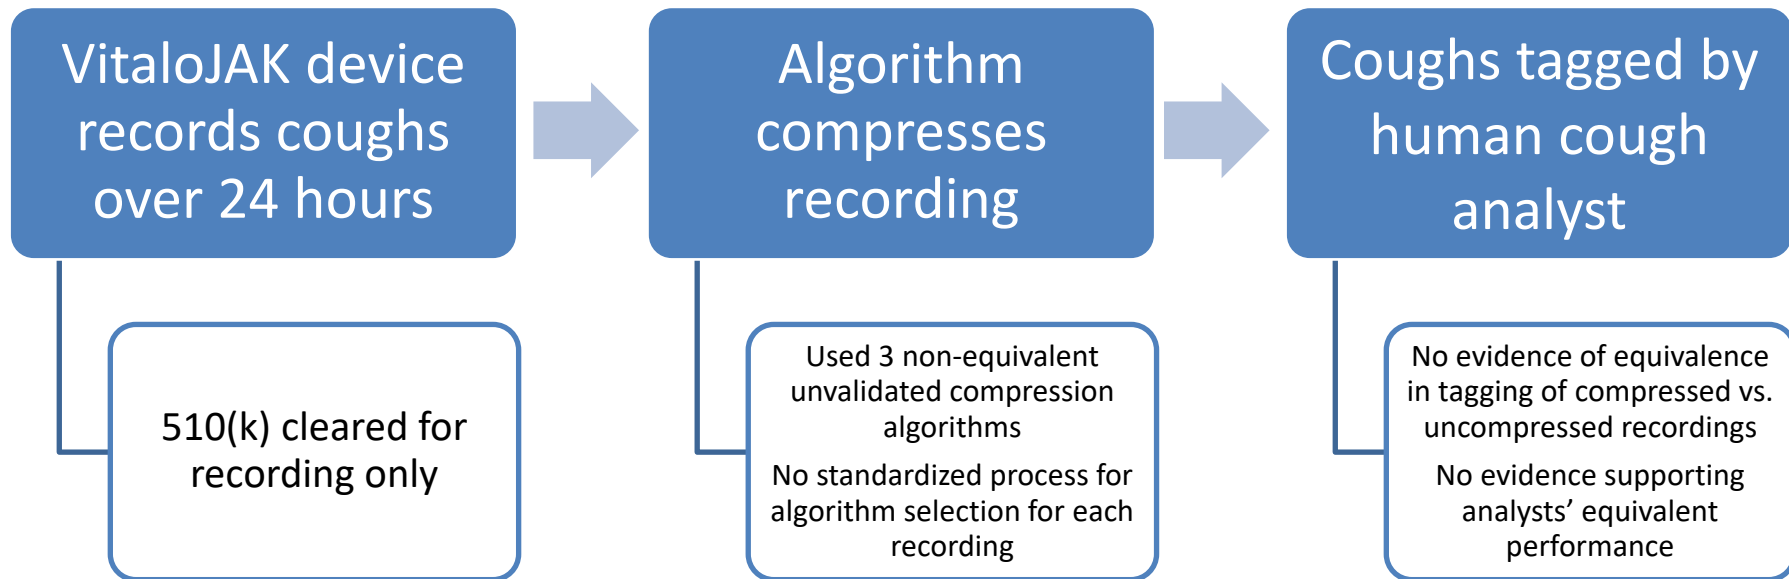 VitaloJAK device
records coughs
over 24 hours
510(k) cleared for
recording only
Algorithm
compresses
recording
Used 3 non-equivalent
unvalidated compression
algorithms
No standardized process for
algorithm selection for each
recording
Coughs tagged by
human cough
analyst
No evidence of equivalence
in tagging of compressed vs.
uncompressed recordings
No evidence supporting
analysts’ equivalent
performance